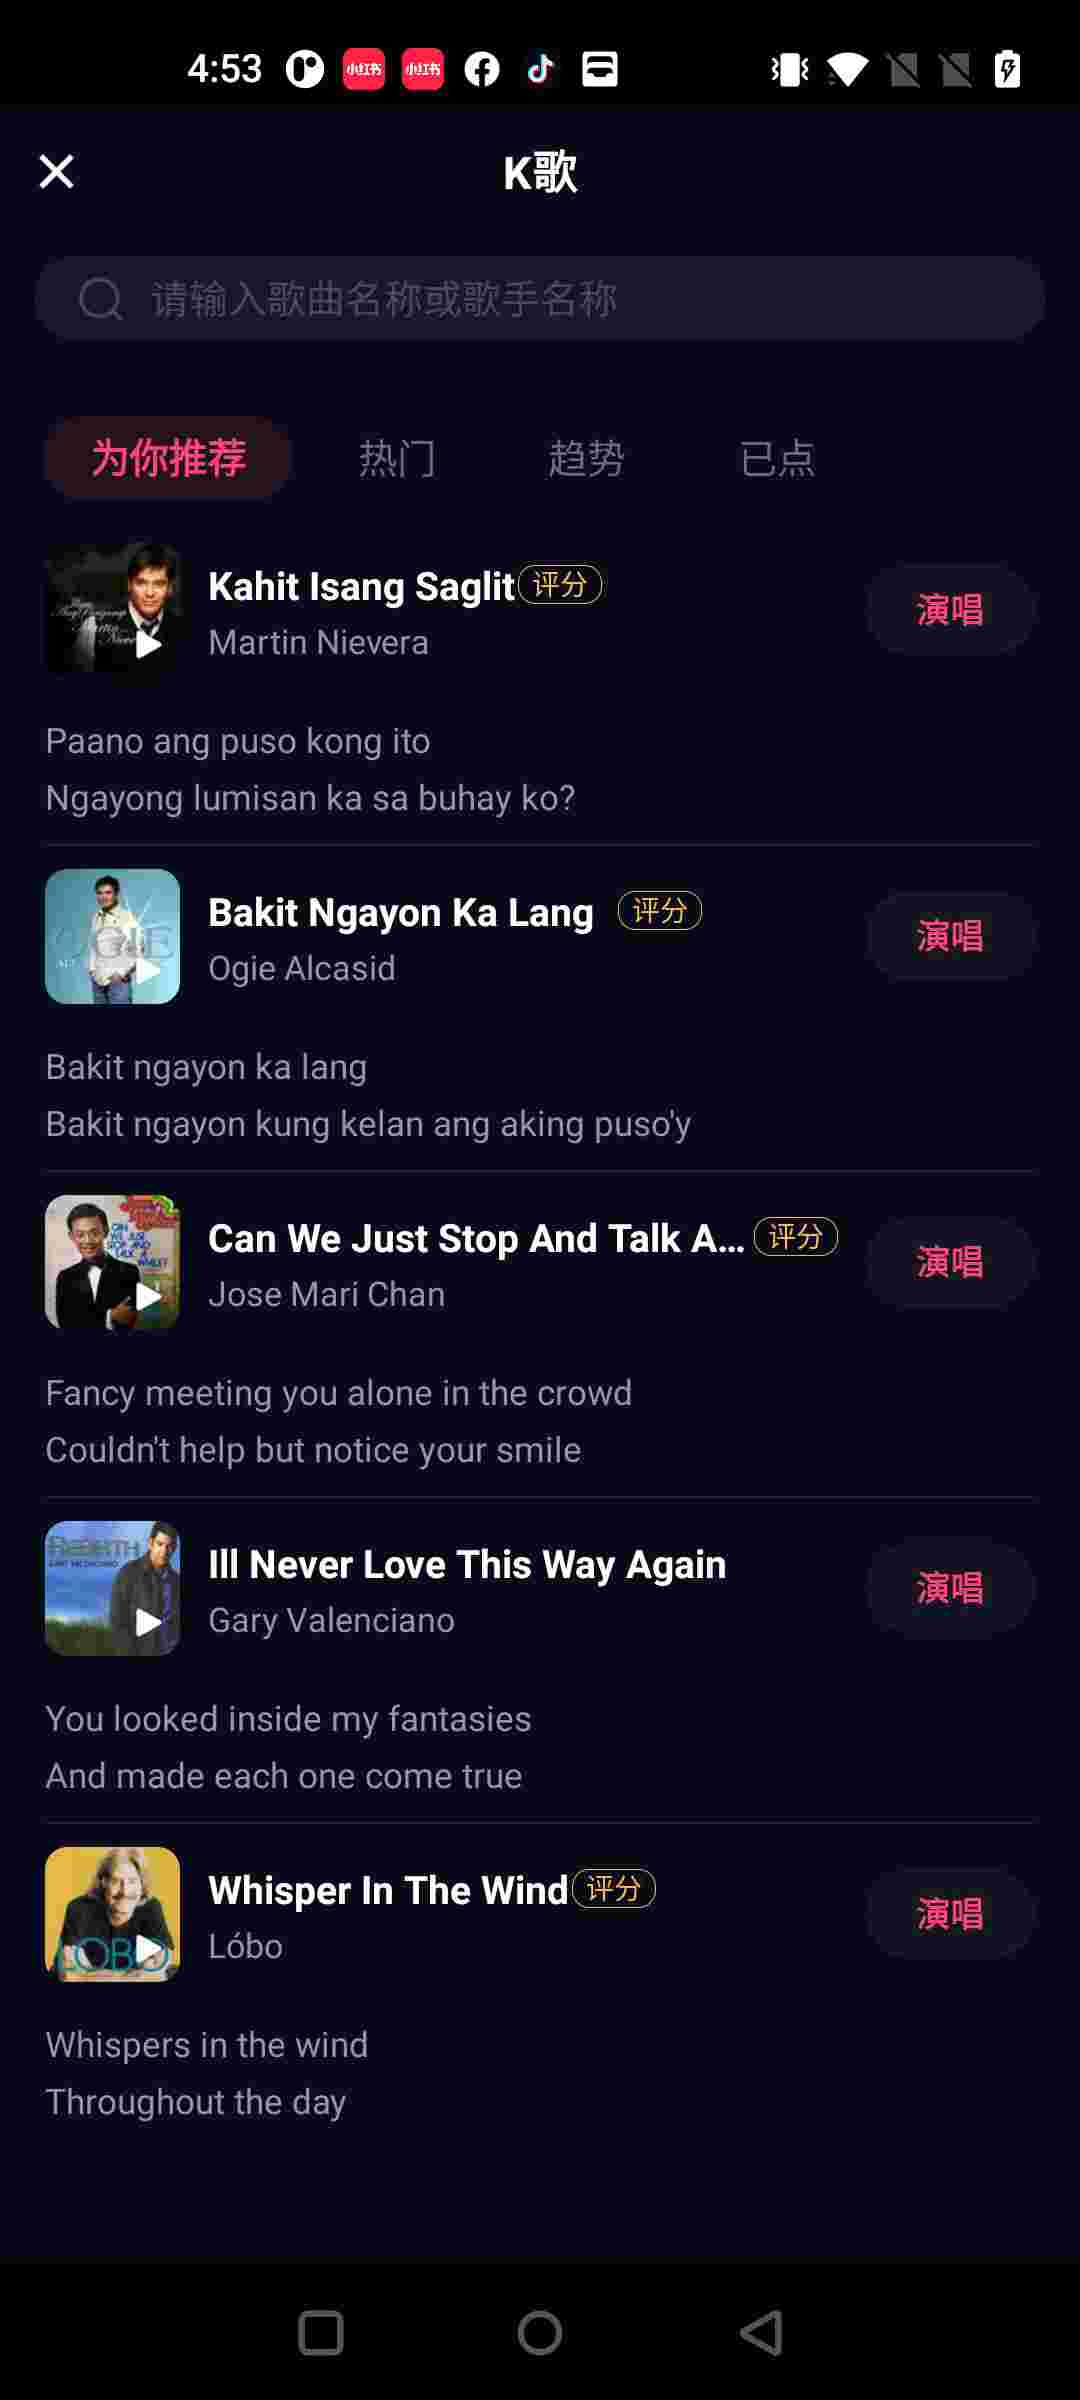 4:53
小红书
小红书
K歌
请输入歌曲名称或歌手名称
为你推荐
热门
趋势
已点
Kahit Isang Saglit 评分
Martin Nievera
演唱
Paano ang puso kong ito
Ngayong lumisan ka sa buhay ko?
Bakit Ngayon Ka Lang 评分
Ogie Alcasid
演唱
Bakit ngayon ka lang
Bakit ngayon kung kelan ang aking puso'y
Can We Just Stop And Talk A... 评分
Jose Mari Chan
演唱
Fancy meeting you alone in the crowd
Couldn't help but notice your smile
REBIRTH
Ill Never Love This Way Again
Gary Valenciano
演唱
You looked inside my fantasies
And made each one come true
LOBO
Whisper In The Wind 评分
Lóbo
演唱
Whispers in the wind
Throughout the day